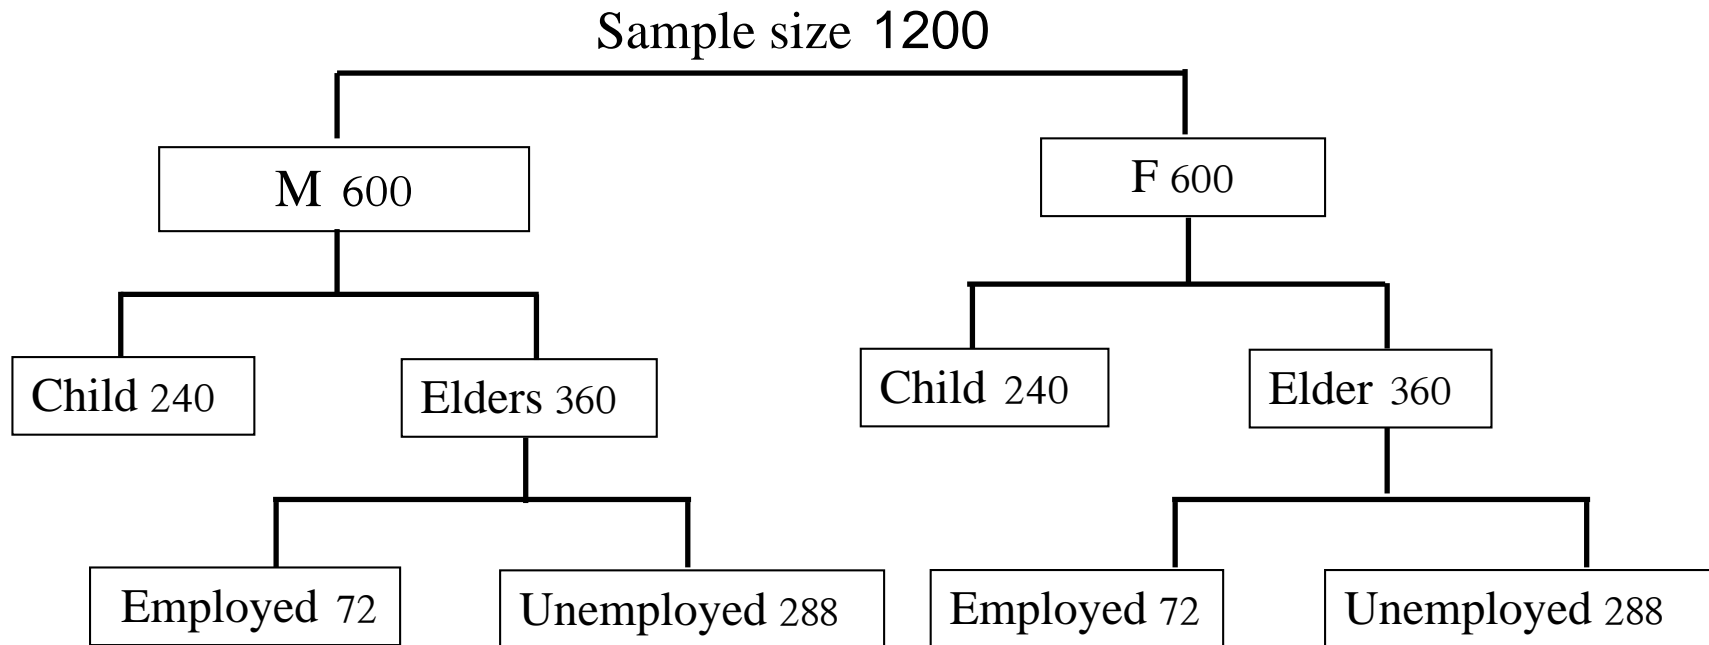 Sample size 1200
M 600
F 600
Child 240
Elders 360
Child 240
Elder 360
Employed 72
Unemployed 288
Employed 72
Unemployed 288